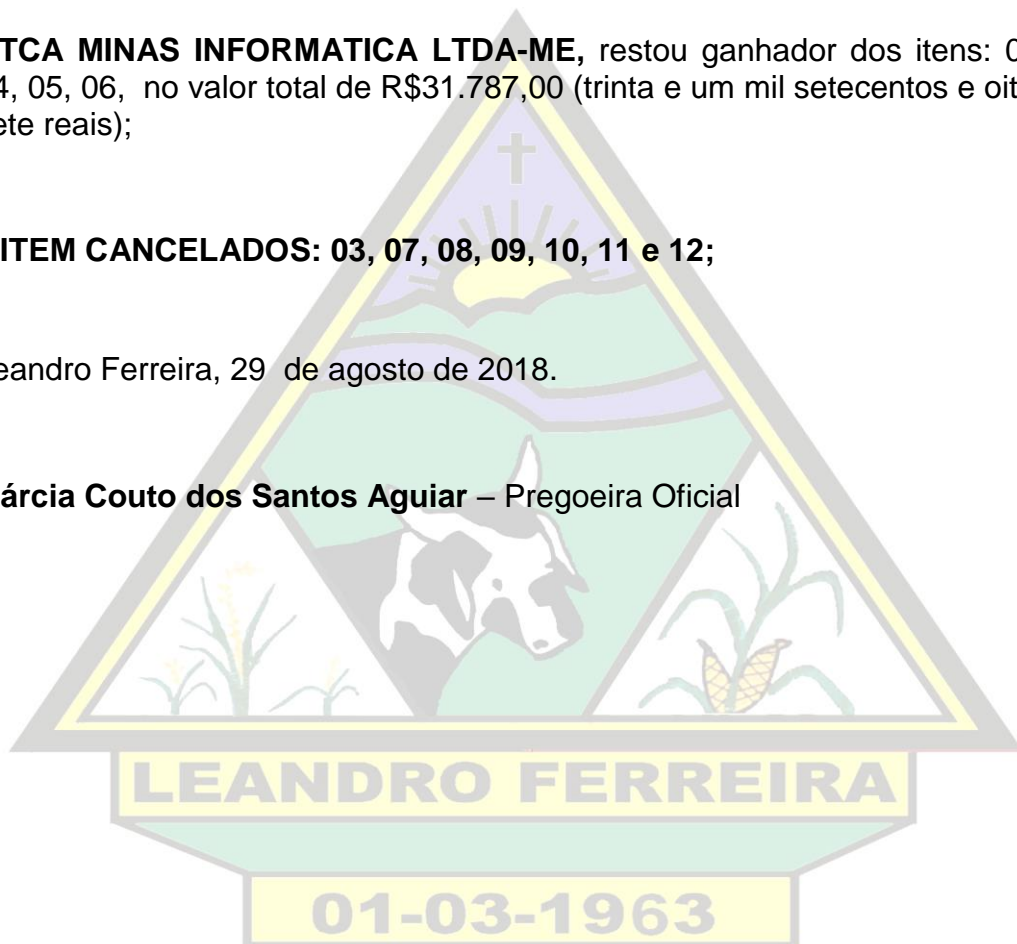 TCA MINAS INFORMATICA LTDA-ME, restou ganhador dos itens: 0
4, 05, 06, no valor total de R$31.787,00 (trinta e um mil setecentos e oit
ete reais);
ITEM CANCELADOS: 03, 07, 08, 09, 10, 11 e 12;
eandro Ferreira, 29 de agosto de 2018.
árcia Couto dos Santos Aguiar – Pregoeira Oficial
LEANDRO FERREIRA
01-03-1963